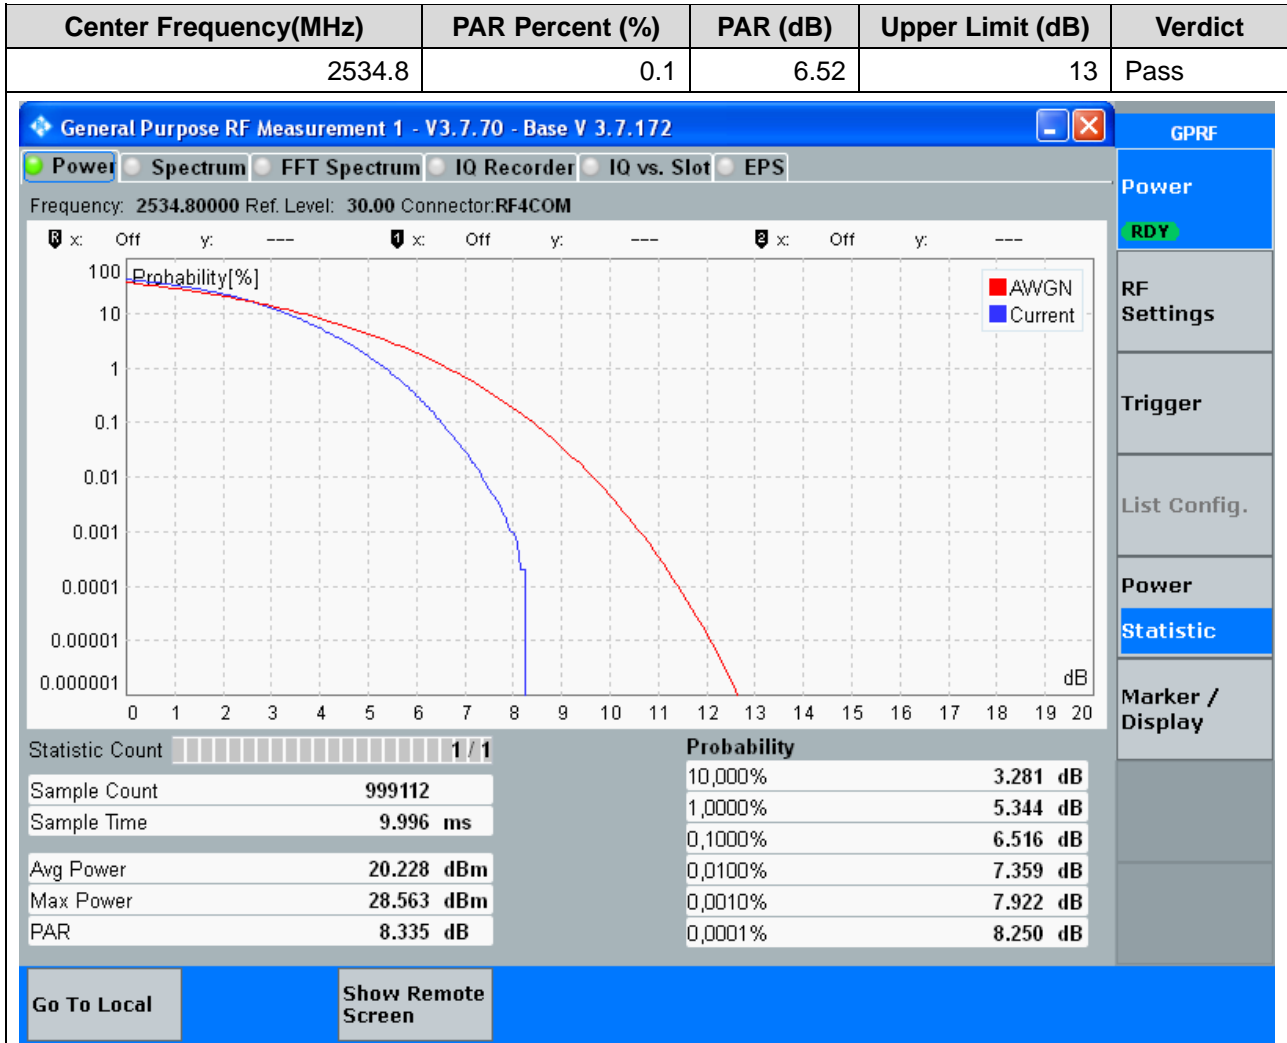 Center Frequency(MHz) PAR Percent (%) PAR (dB) Upper Limit (dB) Verdict
2534.8 0.1 6.52 13 Pass
General Purpose RF Measurement 1 - V3.7.70 - Base V 3.7.172
GPRF
Power Spectrum FFT Spectrum IQ Recorder IQ vs. Slot EPS
Power
RDY
Frequency: 2534.80000 Ref. Level: 30.00 Connector:RF4COM
R x: Off y: --- 1 x: Off y: --- 2 x: Off y: ---
Probability[%]
AWGN
Current
100
10
1
0.1
0.01
0.001
0.0001
0.00001
0.000001
dB
0 1 2 3 4 5 6 7 8 9 10 11 12 13 14 15 16 17 18 19 20
RF
Settings
Trigger
List Config.
Power
Statistic
Marker /
Display
Statistic Count 1 / 1
Sample Count 999112
Sample Time 9.996 ms
Avg Power 20.228 dBm
Max Power 28.563 dBm
PAR 8.335 dB
Probability
10,000% 3.281 dB
1,0000% 5.344 dB
0,1000% 6.516 dB
0,0100% 7.359 dB
0,0010% 7.922 dB
0,0001% 8.250 dB
Go To Local
Show Remote
Screen